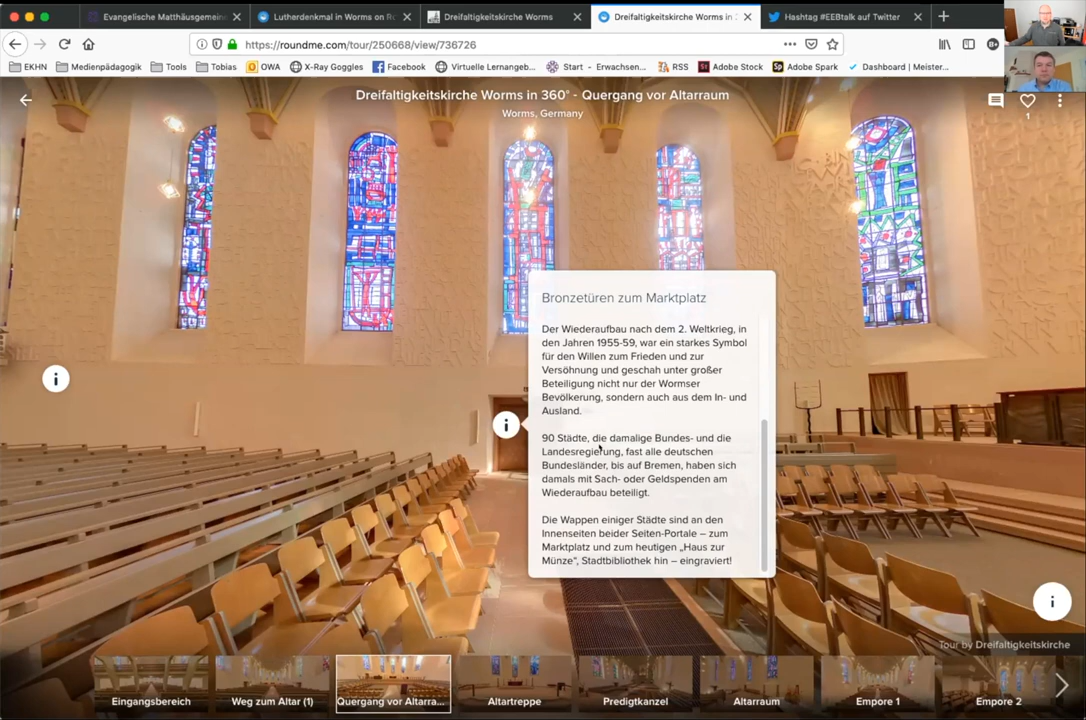 Evangelische Matthäusgemein
Lutherdenkmal in Worms on Ro
Dreifaltigkeitskirche Worms
Dreifaltigkeitskirche Worms in 3
Hashtag #EEBtalk auf Twitter
https://roundme.com/tour/250668/view/736726
EKHN
Medienpädagogik
Tools
Tobias
OWA
X-Ray Goggles
Facebook
Virtuelle Lernangeb...
Start - Erwachsen...
RSS
St Adobe Stock
Sp Adobe Spark
Dashboard | Meister...
Dreifaltigkeitskirche Worms in 360° - Quergang vor Altarraum
Worms, Germany
1
Bronzetüren zum Marktplatz
Der Wiederaufbau nach dem 2. Weltkrieg, in
den Jahren 1955-59, war ein starkes Symbol
für den Willen zum Frieden und zur
Versöhnung und geschah unter großer
Beteiligung nicht nur der Wormser
Bevölkerung, sondern auch aus dem In- und
Ausland.
90 Städte, die damalige Bundes- und die
Landesregierung, fast alle deutschen
Bundesländer, bis auf Bremen, haben sich
damals mit Sach- oder Geldspenden am
Wiederaufbau beteiligt.
Die Wappen einiger Städte sind an den
Innenseiten beider Seiten-Portale – zum
Marktplatz und zum heutigen „Haus zur
Münze“, Stadtbibliothek hin – eingraviert!
i
i
i
Tour by Dreifaltigkeitskirche
Eingangsbereich
Weg zum Altar (1)
Quergang vor Altarra...
Altartreppe
Predigtkanzel
Altarraum
Empore 1
Empore 2